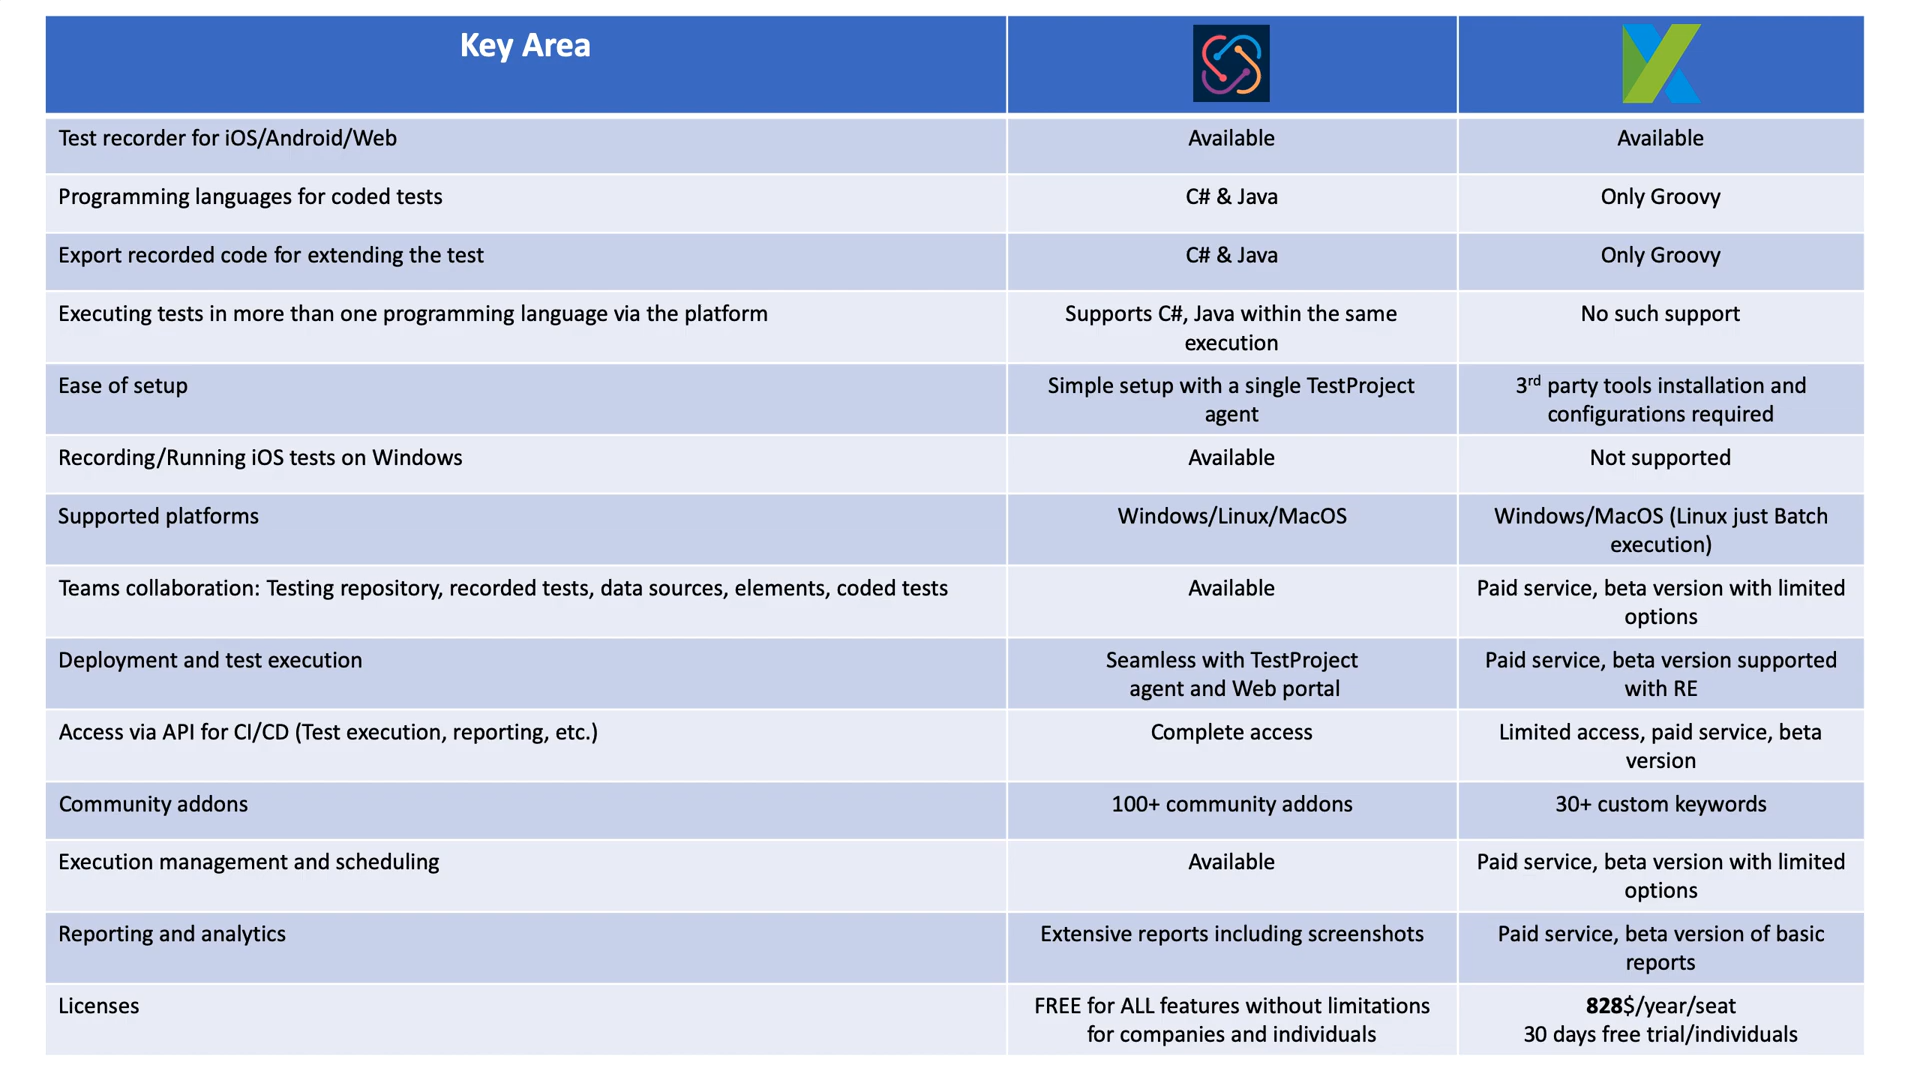 Key Area
Test recorder for iOS/Android/Web
Available
Available
Programming languages for coded tests
C# & Java
Only Groovy
Export recorded code for extending the test
C# & Java
Only Groovy
Executing tests in more than one programming language via the platform
Supports C#, Java within the same
execution
No such support
Ease of setup
Simple setup with a single TestProject
agent
3rd party tools installation and
configurations required
Recording/Running iOS tests on Windows
Available
Not supported
Supported platforms
Windows/Linux/MacOS
Windows/MacOS (Linux just Batch
execution)
Teams collaboration: Testing repository, recorded tests, data sources, elements, coded tests
Available
Paid service, beta version with limited
options
Deployment and test execution
Seamless with TestProject
agent and Web portal
Paid service, beta version supported
with RE
Access via API for CI/CD (Test execution, reporting, etc.)
Complete access
Limited access, paid service, beta
version
Community addons
100+ community addons
30+ custom keywords
Execution management and scheduling
Available
Paid service, beta version with limited
options
Reporting and analytics
Extensive reports including screenshots
Paid service, beta version of basic
reports
Licenses
FREE for ALL features without limitations
for companies and individuals
828$/year/seat
30 days free trial/individuals